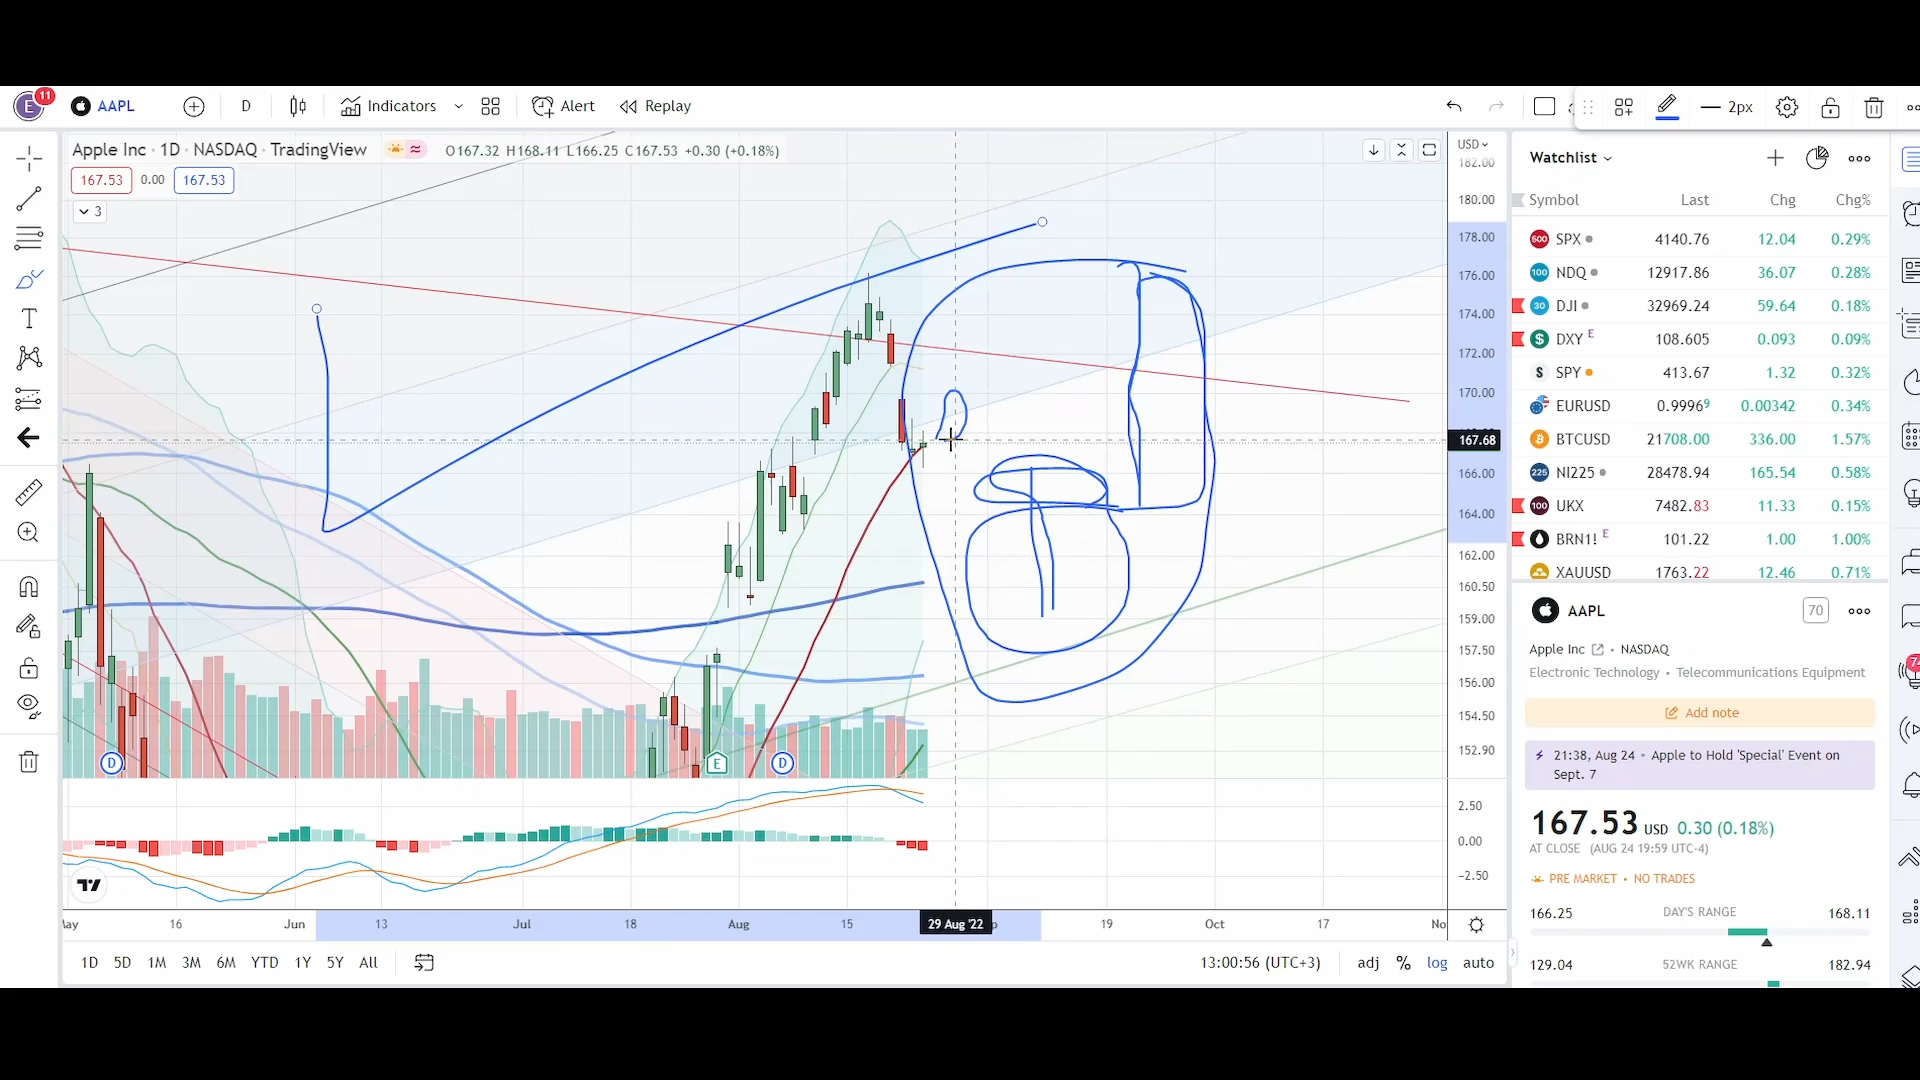 E 11 AAPL D Indicators Alert Replay 2px
Apple Inc · 1D · NASDAQ · TradingView O167.32 H168.11 L166.25 C167.53 +0.30 (+0.18%)
167.53 0.00 167.53
3
USD
182.00
180.00
178.00
176.00
174.00
172.00
170.00
167.68
166.00
164.00
162.00
160.50
159.00
157.50
156.00
154.50
152.90
2.50
0.00
−2.50
D E D
16 Jun 13 Jul 18 Aug 15 29 Aug '22 19 Oct 17
1D 5D 1M 3M 6M YTD 1Y 5Y All 13:00:56 (UTC+3) adj % log auto
Watchlist
Symbol Last Chg Chg%
500 SPX 4140.76 12.04 0.29%
100 NDQ 12917.86 36.07 0.28%
30 DJI 32969.24 59.64 0.18%
$ DXY E 108.605 0.093 0.09%
S SPY 413.67 1.32 0.32%
EURUSD 0.99969 0.00342 0.34%
BTCUSD 21708.00 336.00 1.57%
225 NI225 28478.94 165.54 0.58%
100 UKX 7482.83 11.33 0.15%
BRN1! E 101.22 1.00 1.00%
XAUUSD 1763.22 12.46 0.71%
AAPL 70
Apple Inc • NASDAQ
Electronic Technology • Telecommunications Equipment
Add note
21:38, Aug 24 • Apple to Hold 'Special' Event on
Sept. 7
167.53 USD 0.30 (0.18%)
AT CLOSE (AUG 24 19:59 UTC-4)
PRE MARKET • NO TRADES
166.25 DAY'S RANGE 168.11
129.04 52WK RANGE 182.94